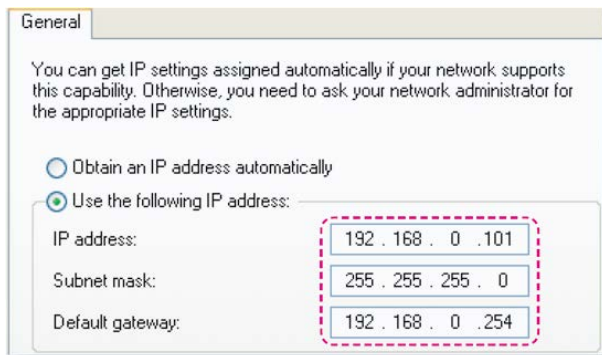 General
You can get IP settings assigned automatically if your network supports
this capability. Otherwise, you need to ask your network administrator for
the appropriate IP settings.
Obtain an IP address automatically
Use the following IP address:
IP address: 192 . 168 . 0 .101
Subnet mask: 255 . 255 . 255 . 0
Default gateway: 192 . 168 . 0 .254